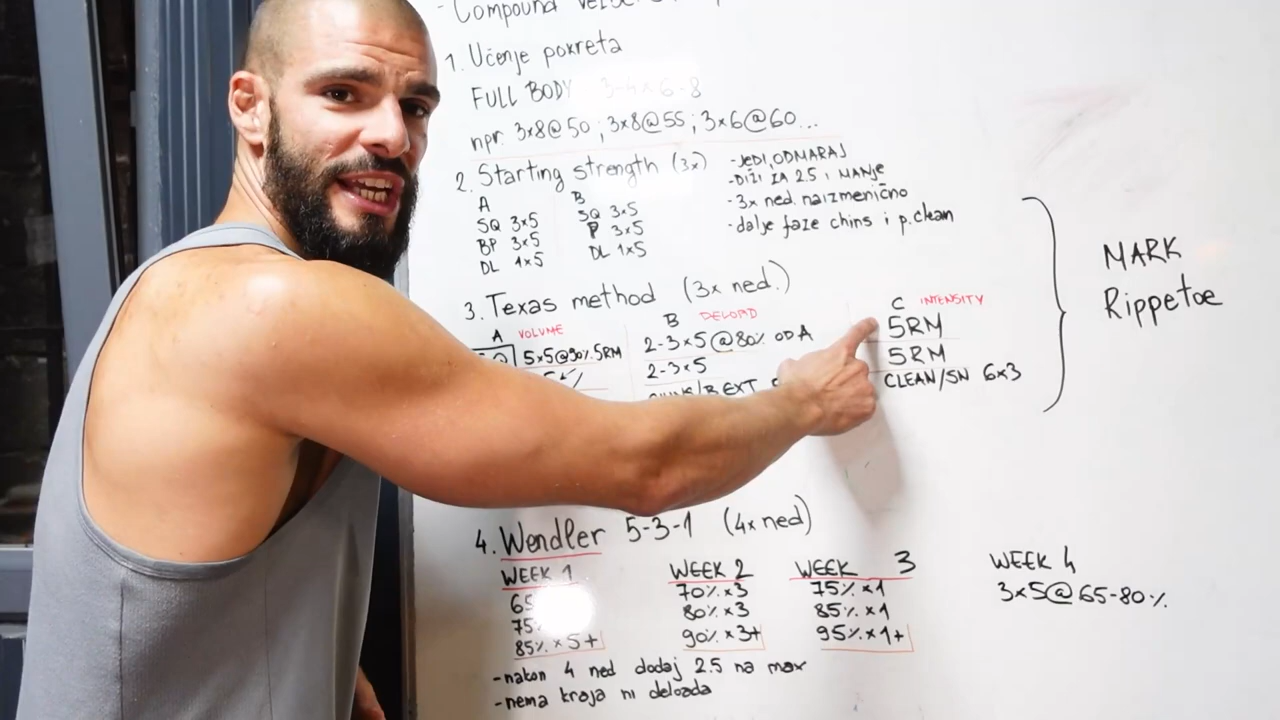 - Compound
1. Učenje pokreta
FULL BODY 3-4x6-8
npr. 3x8@50; 3x8@55; 3x6@60...
2. Starting strength (3x)
A
SQ 3x5
BP 3x5
DL 1x5
B
SQ 3x5
P 3x5
DL 1x5
- JEDI, ODMARAJ
- DIŽI ZA 2.5 i MANJE
- 3x ned. naizmenično
- dalje faze chins i p.clean
3. Texas method (3x ned.)
A VOLUME
5x5@90% 5RM
B DELOAD
2-3x5@80% OD A
2-3x5
C INTENSITY
5RM
5RM
CLEAN/SN 6x3
MARK
Rippetoe
4. Wendler 5-3-1 (4x ned)
WEEK 1
85% x5+
WEEK 2
70% x3
80% x3
90% x3+
WEEK 3
75% x1
85% x1
95% x1+
WEEK 4
3x5@65-80%
- nakon 4 ned dodaj 2.5 na max
- nema kraja ni deloada